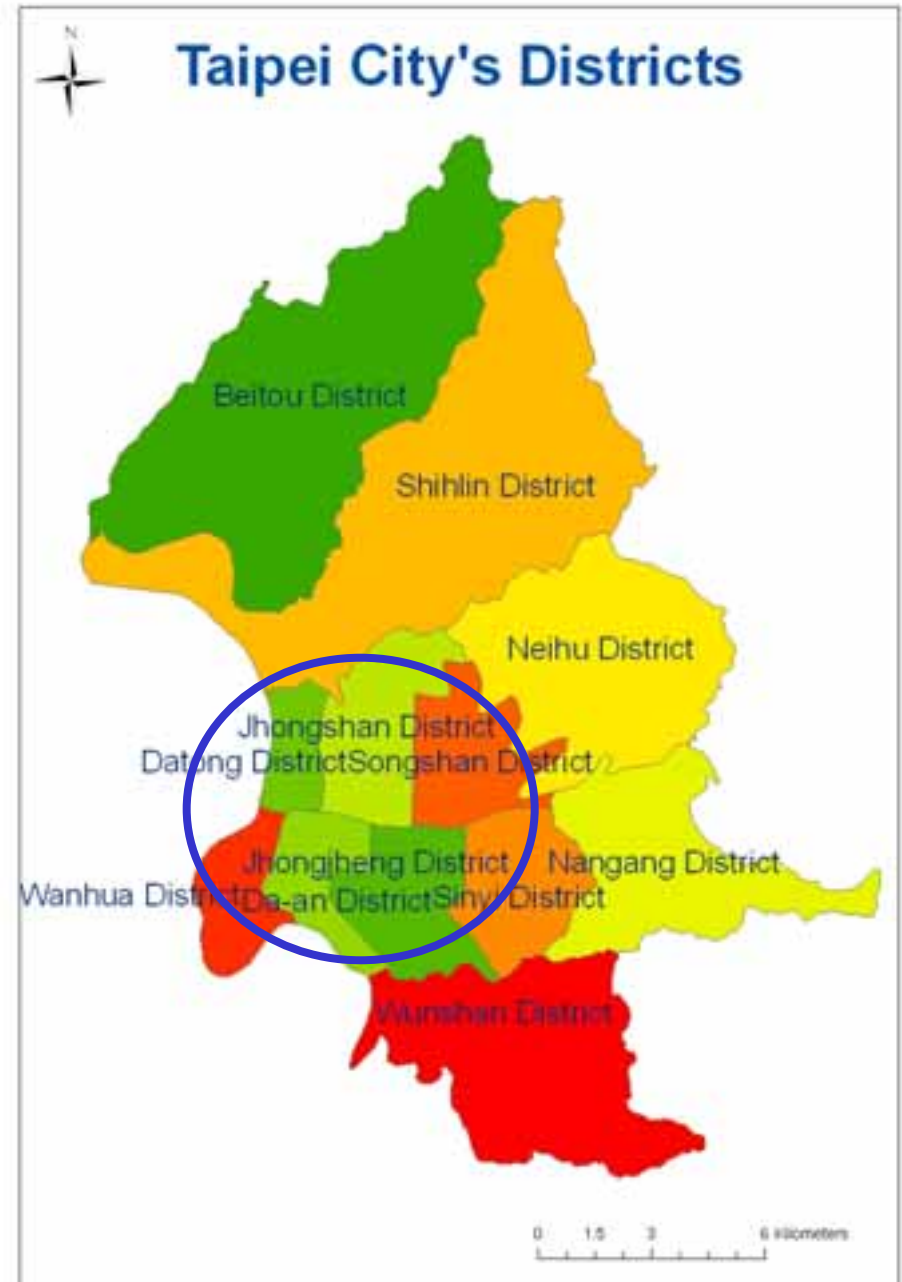 N
Taipei City's Districts
Beitou District
Shihlin District
Neihu District
Jhongshan District
Datong District Songshan District
Jhongjheng District Nangang District
Wanhua District Da-an District Sinyi District
Wunshan District
0 1.5 3 6 Kilometers